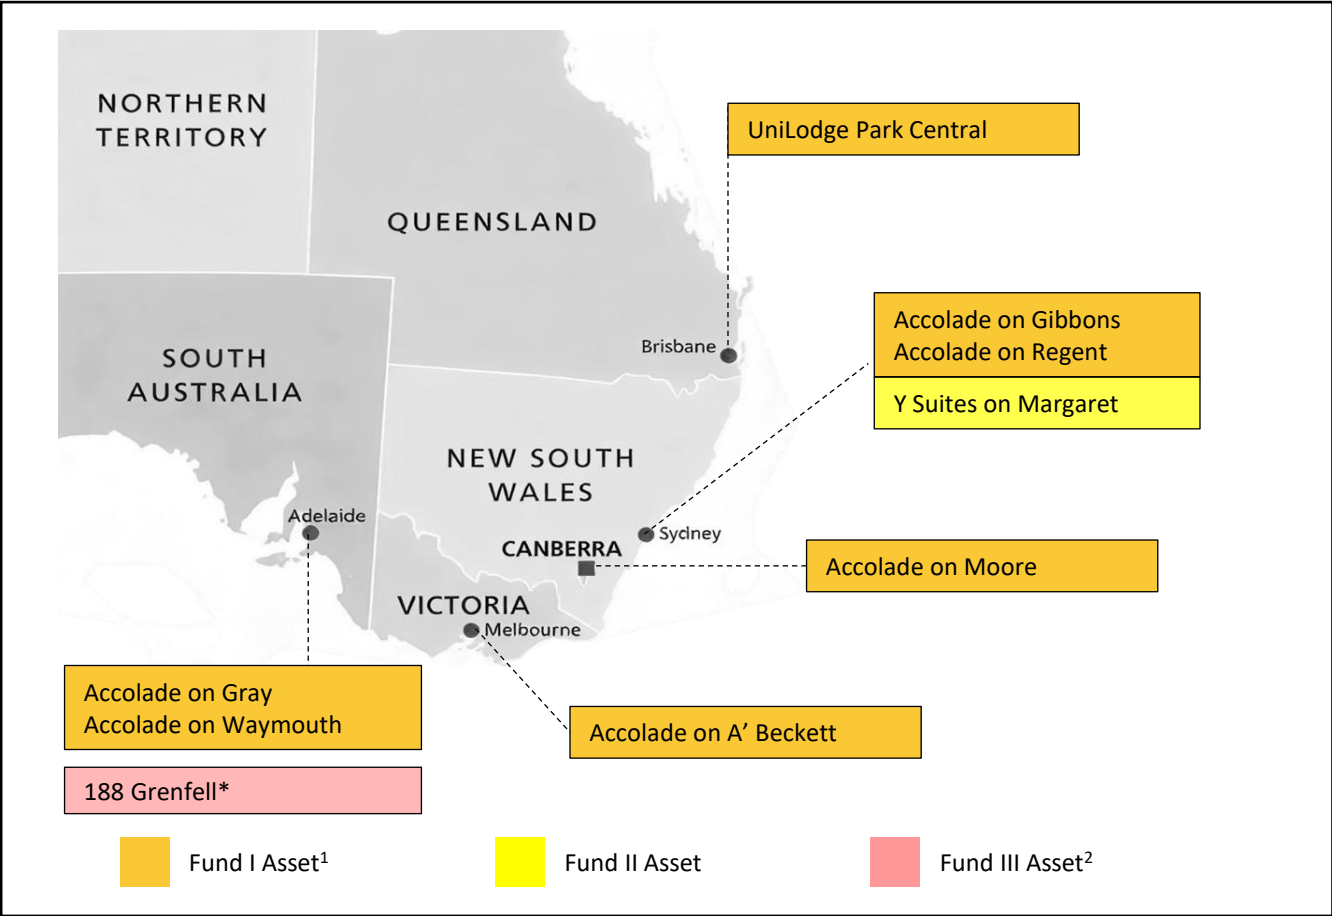 NORTHERN
TERRITORY
QUEENSLAND
UniLodge Park Central
Brisbane
SOUTH
AUSTRALIA
Accolade on Gibbons
Accolade on Regent
Y Suites on Margaret
NEW SOUTH
WALES
Adelaide
Sydney
CANBERRA
Accolade on Moore
VICTORIA
Melbourne
Accolade on Gray
Accolade on Waymouth
Accolade on A’ Beckett
188 Grenfell*
Fund I Asset¹
Fund II Asset
Fund III Asset²